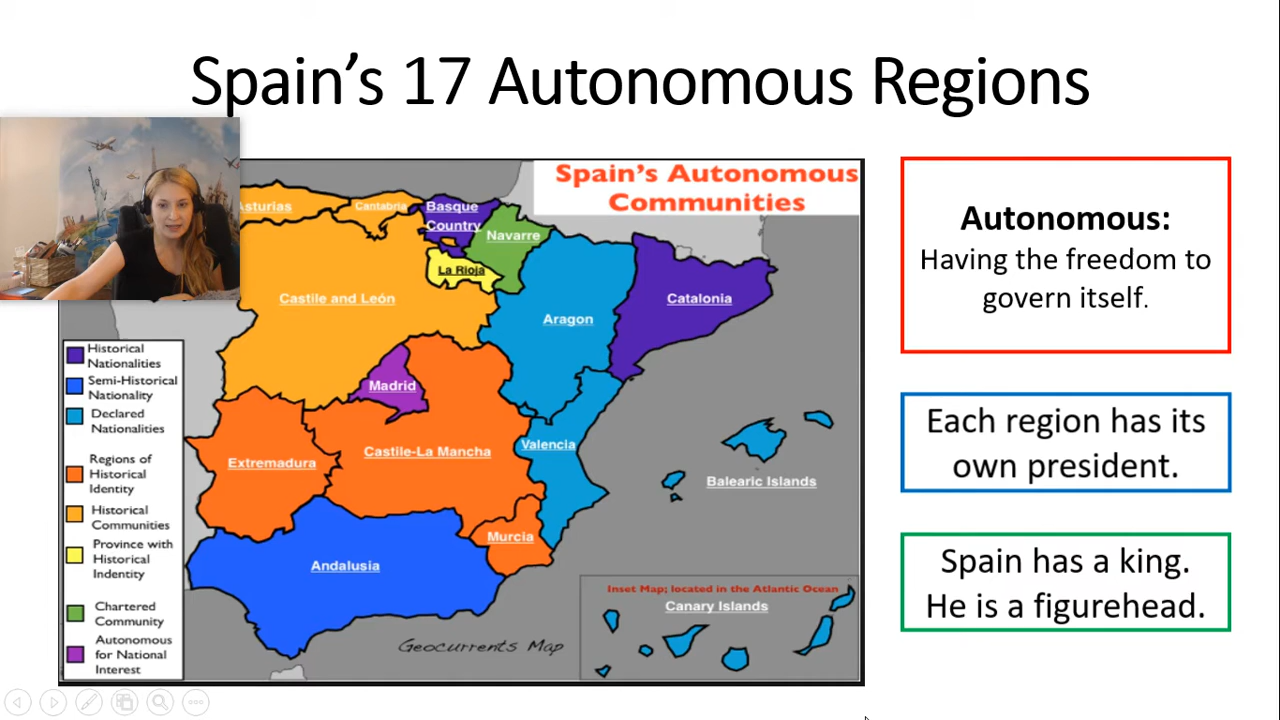 Spain's 17 Autonomous Regions
Spain's Autonomous
Communities
Asturias
Cantabria
Basque
Country
Navarre
La Rioja
Castile and León
Aragon
Catalonia
Madrid
Castile-La Mancha
Valencia
Extremadura
Balearic Islands
Murcia
Andalusia
Inset Map; located in the Atlantic Ocean
Canary Islands
Geocurrents Map
Historical
Nationalities
Semi-Historical
Nationality
Declared
Nationalities
Regions of
Historical
Identity
Historical
Communities
Province with
Historical
Indentity
Chartered
Community
Autonomous
for National
Interest
Autonomous:
Having the freedom to
govern itself.
Each region has its
own president.
Spain has a king.
He is a figurehead.